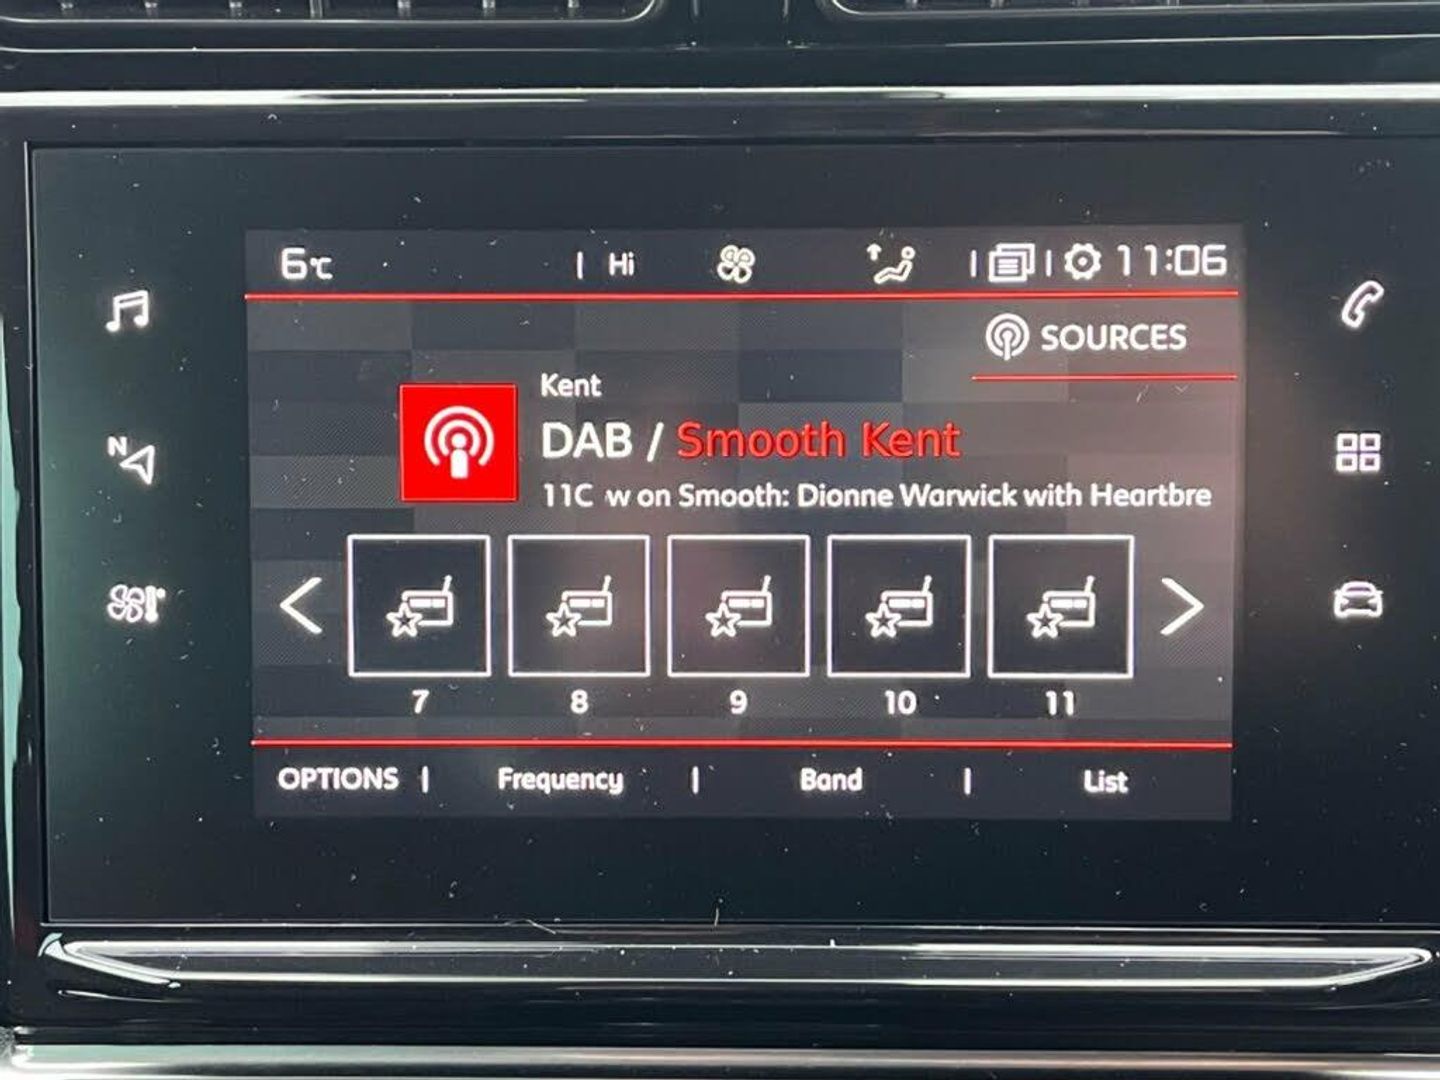 6°C | Hi | | 11:06
SOURCES
Kent
DAB / Smooth Kent
11C w on Smooth: Dionne Warwick with Heartbre
N
7 8 9 10 11
OPTIONS | Frequency | Band | List